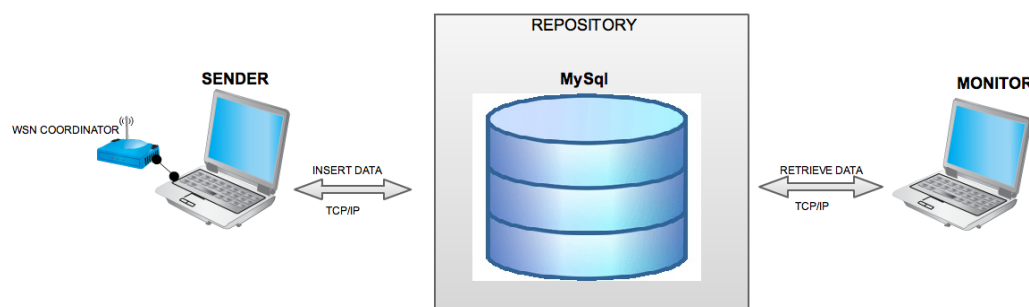 REPOSITORY
SENDER
MySql
MONITOR
WSN COORDINATOR
INSERT DATA
RETRIEVE DATA
TCP/IP
TCP/IP